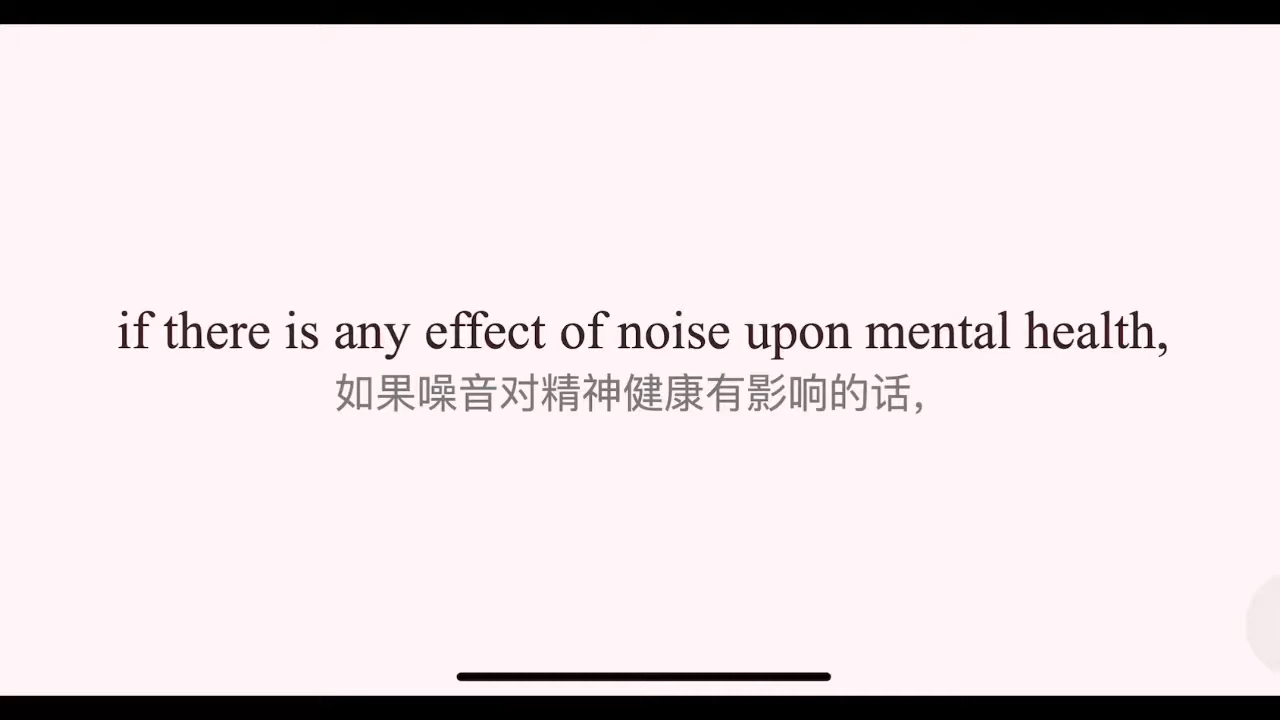 if there is any effect of noise upon mental health,
如果噪音对精神健康有影响的话，